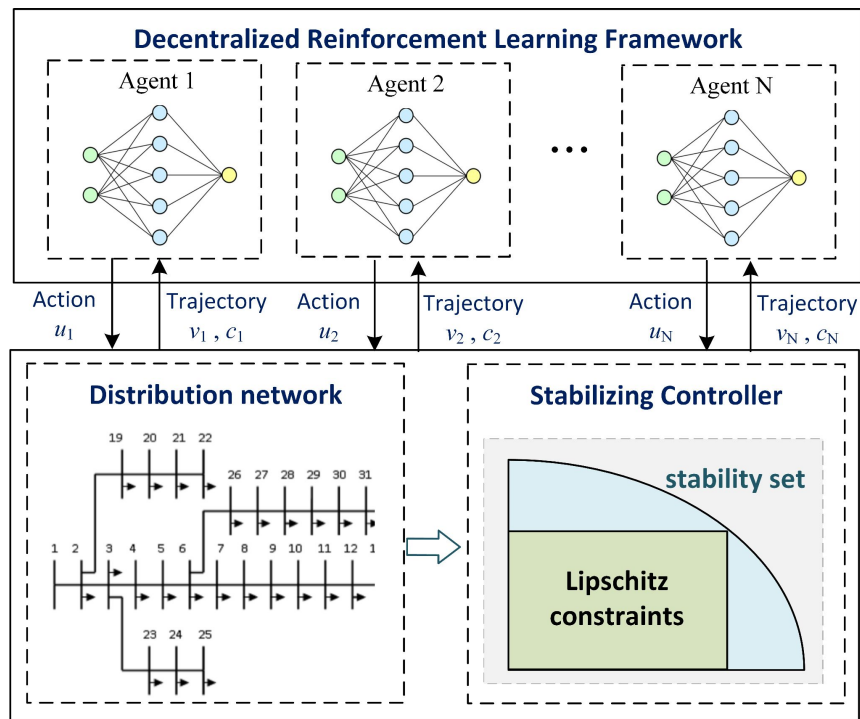 Decentralized Reinforcement Learning Framework
Agent 1
Agent 2
Agent N
...
Action
u1
Trajectory
v1 , c1
Action
u2
Trajectory
v2 , c2
Action
uN
Trajectory
vN , cN
Distribution network
19 20 21 22
26 27 28 29 30 31
1 2 3 4 5 6 7 8 9 10 11 12 1
23 24 25
Stabilizing Controller
stability set
Lipschitz
constraints